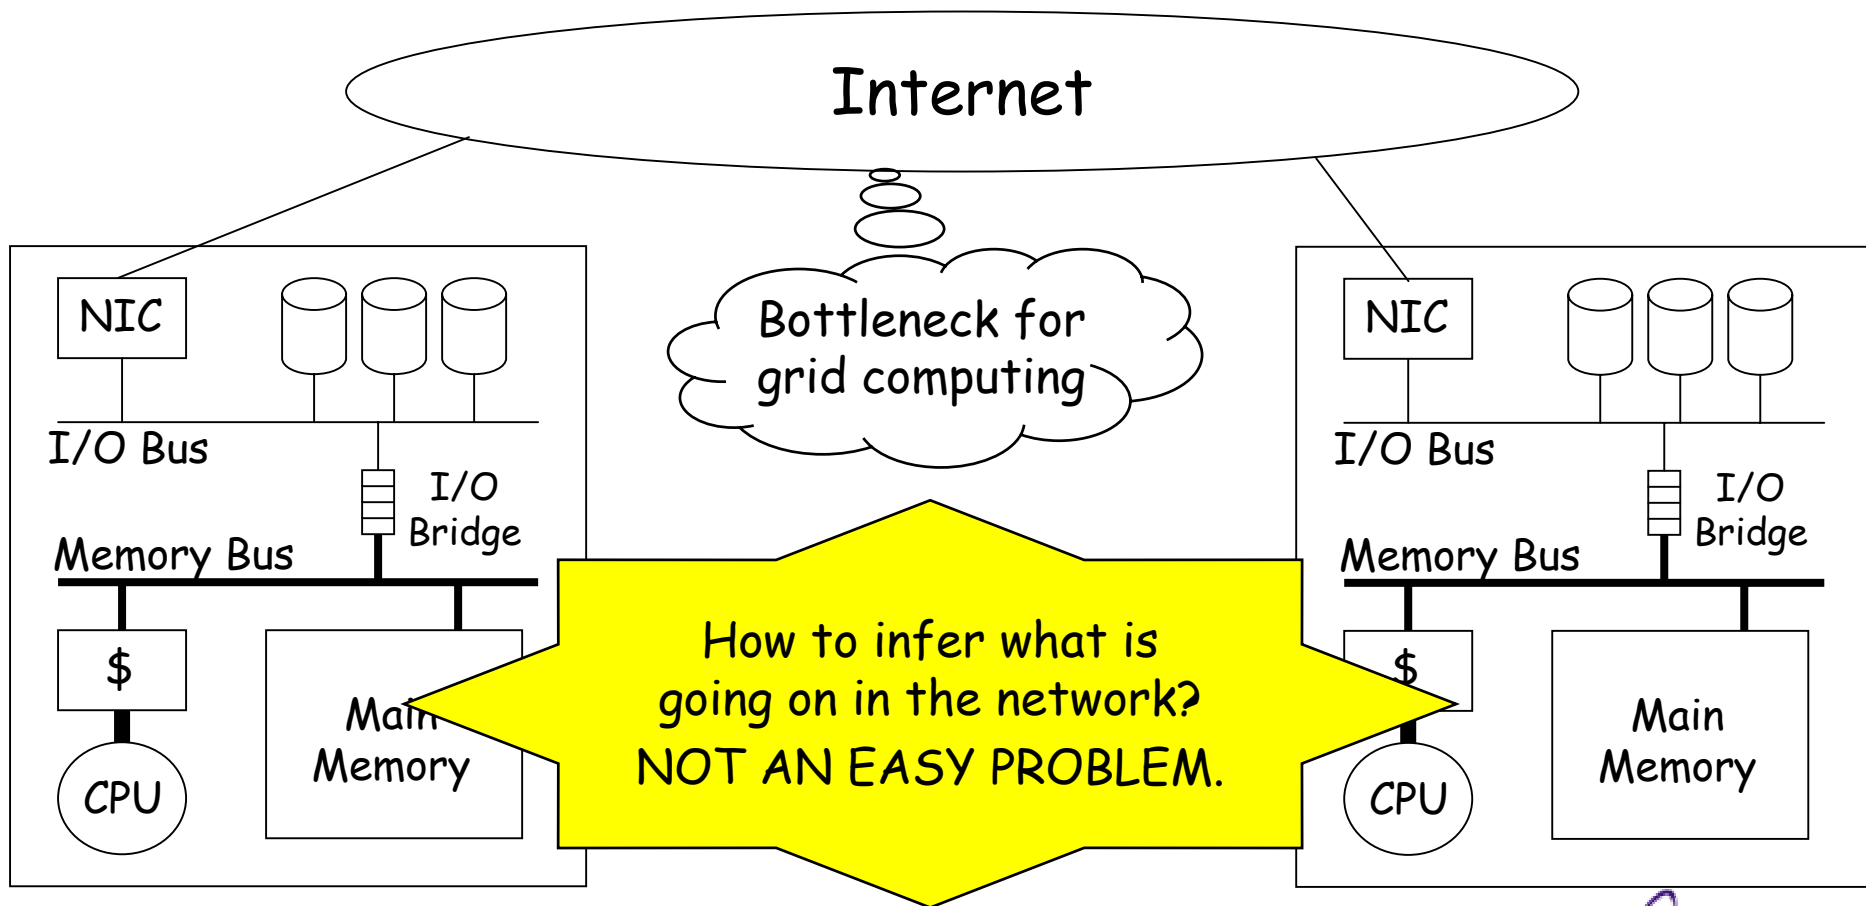 Internet
NIC
I/O Bus
I/O
Bridge
Memory Bus
$
CPU
Main
Memory
Bottleneck for
grid computing
How to infer what is
going on in the network?
NOT AN EASY PROBLEM.
NIC
I/O Bus
I/O
Bridge
Memory Bus
$
CPU
Main
Memory